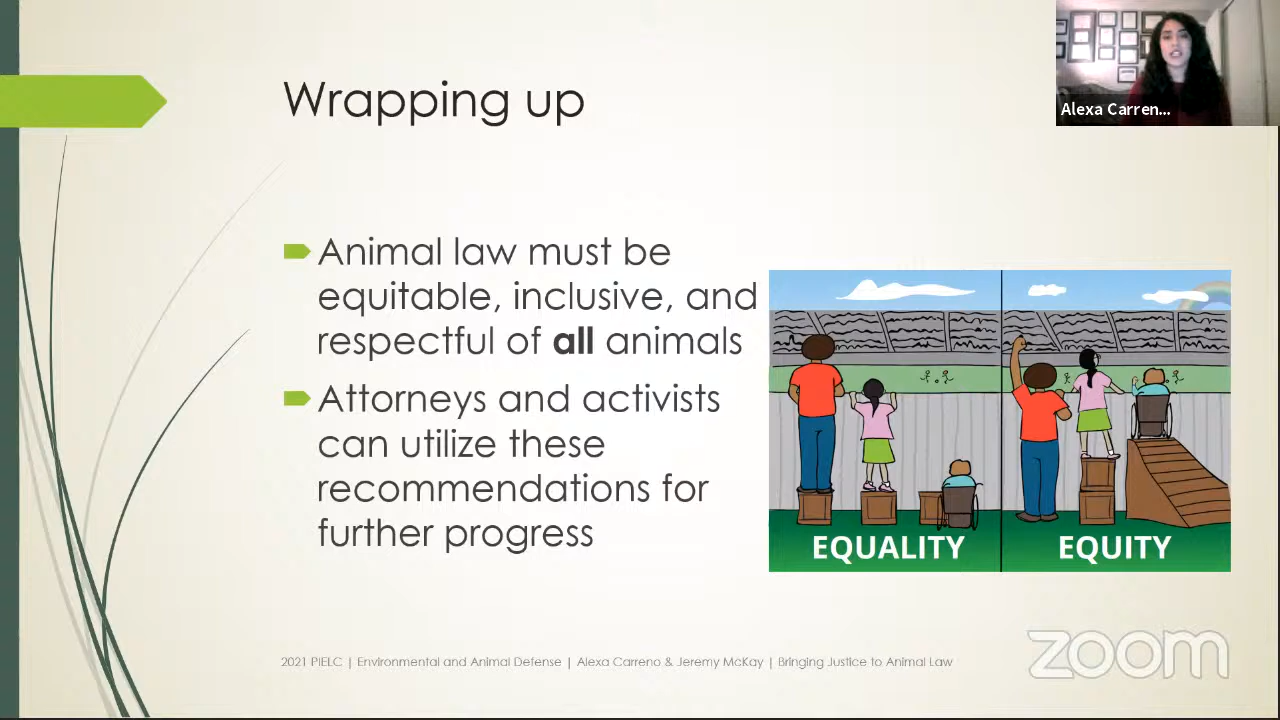 Wrapping up
Alexa Carren...
Animal law must be
equitable, inclusive, and
respectful of all animals
Attorneys and activists
can utilize these
recommendations for
further progress
EQUALITY
EQUITY
2021 PIELC | Environmental and Animal Defense | Alexa Carreno & Jeremy McKay | Bringing Justice to Animal Law
zoom